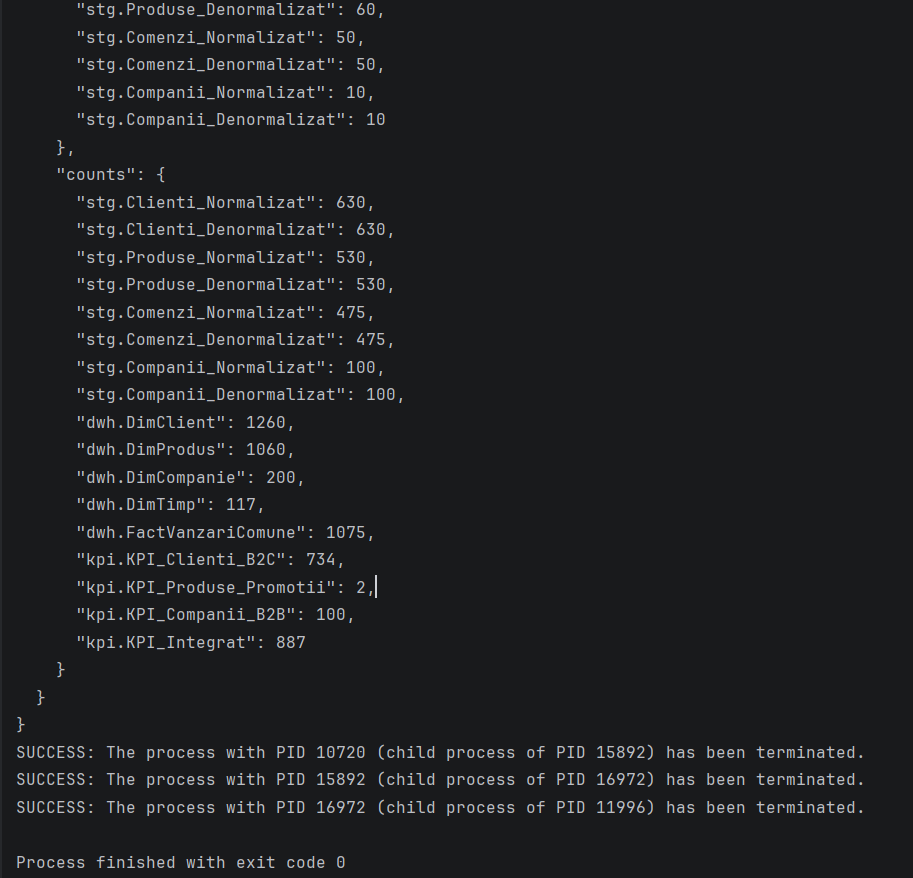 "stg.Produse_Denormalizat": 60,
"stg.Comenzi_Normalizat": 50,
"stg.Comenzi_Denormalizat": 50,
"stg.Companii_Normalizat": 10,
"stg.Companii_Denormalizat": 10
},
"counts": {
"stg.Clienti_Normalizat": 630,
"stg.Clienti_Denormalizat": 630,
"stg.Produse_Normalizat": 530,
"stg.Produse_Denormalizat": 530,
"stg.Comenzi_Normalizat": 475,
"stg.Comenzi_Denormalizat": 475,
"stg.Companii_Normalizat": 100,
"stg.Companii_Denormalizat": 100,
"dwh.DimClient": 1260,
"dwh.DimProdus": 1060,
"dwh.DimCompanie": 200,
"dwh.DimTimp": 117,
"dwh.FactVanzariComune": 1075,
"kpi.KPI_Clienti_B2C": 734,
"kpi.KPI_Produse_Promotii": 2,
"kpi.KPI_Companii_B2B": 100,
"kpi.KPI_Integrat": 887
}
}
}
SUCCESS: The process with PID 10720 (child process of PID 15892) has been terminated.
SUCCESS: The process with PID 15892 (child process of PID 16972) has been terminated.
SUCCESS: The process with PID 16972 (child process of PID 11996) has been terminated.
Process finished with exit code 0